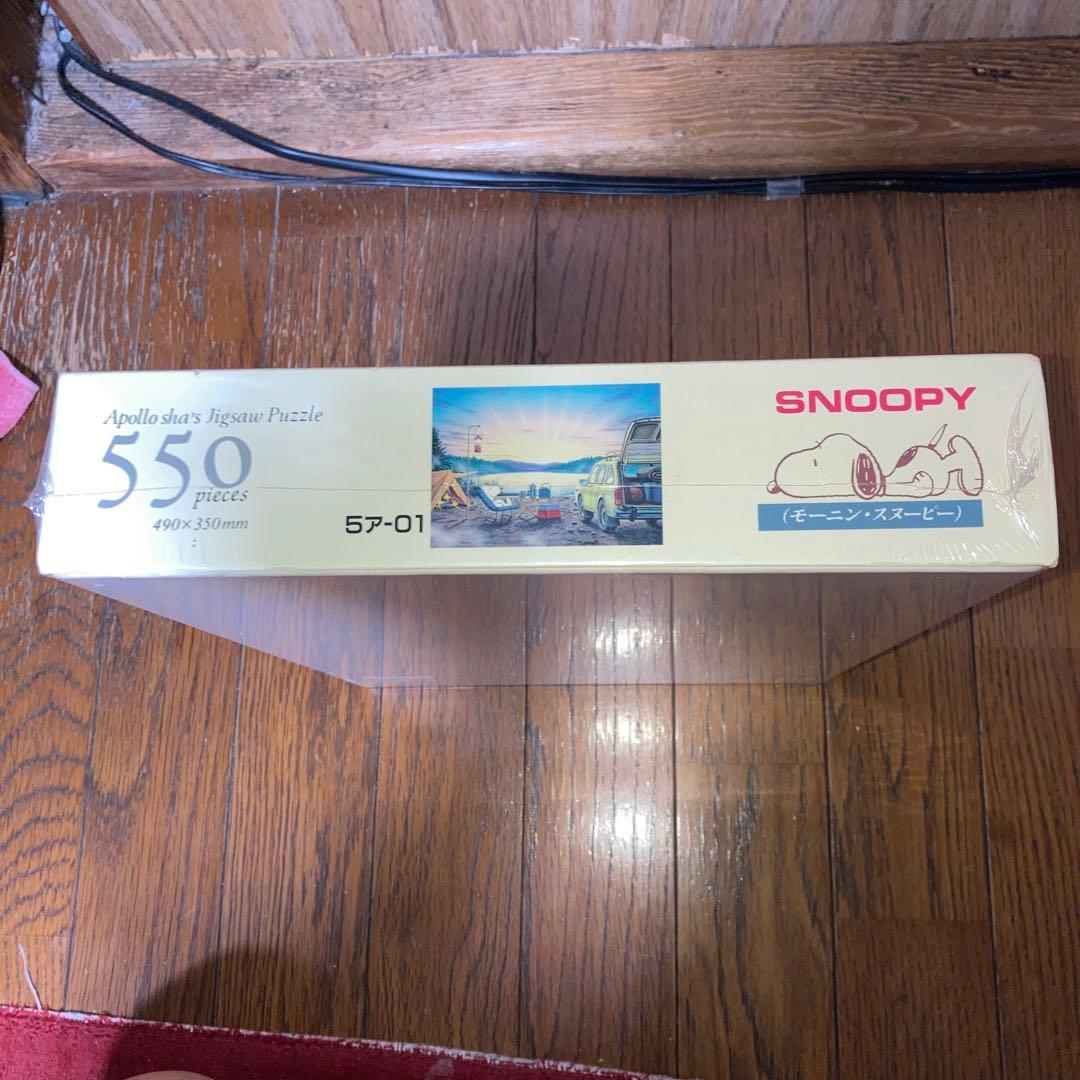 Apollo sha's Jigsaw Puzzle
550
pieces
490×350mm
:
5ア-01
SNOOPY
(モーニン・スヌーピー)